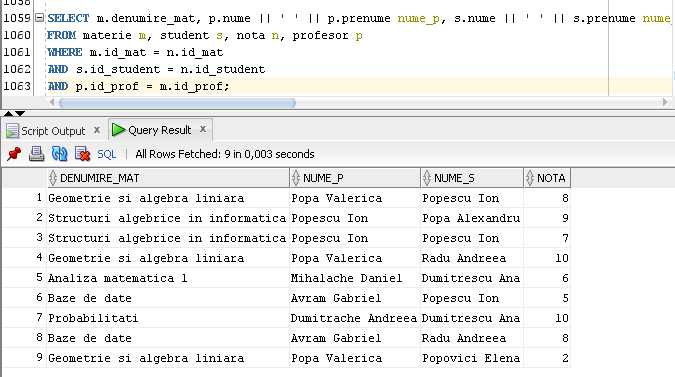 1059 SELECT m.denumire_mat, p.nume || ' ' || p.prenume nume_p, s.nume || ' ' || s.prenume nume_
1060 FROM materie m, student s, nota n, profesor p
1061 WHERE m.id_mat = n.id_mat
1062 AND s.id_student = n.id_student
1063 AND p.id_prof = m.id_prof;
Script Output x Query Result x
SQL | All Rows Fetched: 9 in 0,003 seconds
DENUMIRE_MAT NUME_P NUME_S NOTA
1 Geometrie si algebra liniara Popa Valerica Popescu Ion 8
2 Structuri algebrice in informatica Popescu Ion Popa Alexandru 9
3 Structuri algebrice in informatica Popescu Ion Popescu Ion 7
4 Geometrie si algebra liniara Popa Valerica Radu Andreea 10
5 Analiza matematica 1 Mihalache Daniel Dumitrescu Ana 6
6 Baze de date Avram Gabriel Popescu Ion 5
7 Probabilitati Dumitrache Andreea Dumitrescu Ana 10
8 Baze de date Avram Gabriel Radu Andreea 8
9 Geometrie si algebra liniara Popa Valerica Popovici Elena 2